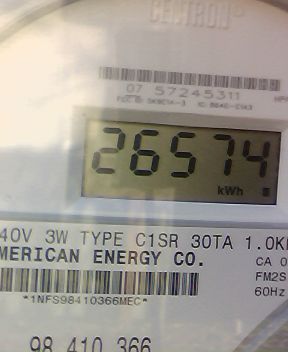 CENTRON
07 57245311
26574
kWh
40V 3W TYPE C1SR 30TA 1.0K
MERICAN ENERGY CO.
CA 0
FM2S
60Hz
*1NFS98410366MEC*
98 410 366